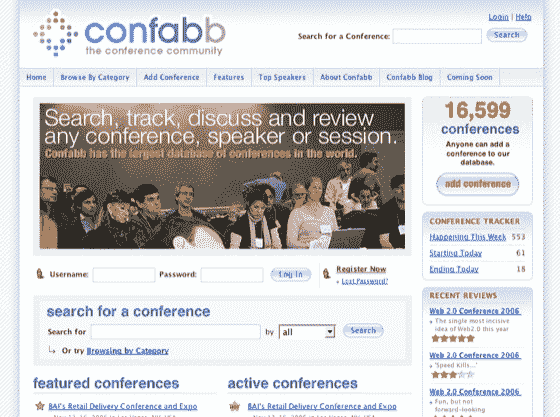 confabb
the conference community
Login | Help
Search for a Conference:
Search
Home
Browse By Category
Add Conference
Features
Top Speakers
About Confabb
Confabb Blog
Coming Soon
Search, track, discuss and review
any conference, speaker or session.
Confabb has the largest database of conferences in the world.
16,599
conferences
Anyone can add a
conference to our
database.
add conference
CONFERENCE TRACKER
Happening This Week 553
Starting Today 61
Ending Today 18
Username:
Password:
Log In
Register Now
Lost Password?
search for a conference
Search for
by
all
Search
Or try Browsing by Category
RECENT REVIEWS
Web 2.0 Conference 2006
The single most incisive
idea of Web2.0 this year
Web 2.0 Conference 2006
'Speed Kills...'
Web 2.0 Conference 2006
Fun, but not
forward-looking
featured conferences
BAI's Retail Delivery Conference and Expo
active conferences
BAI's Retail Delivery Conference and Expo